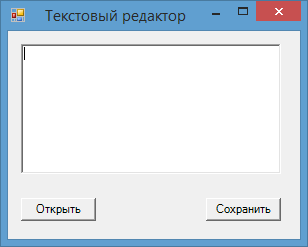 Текстовый редактор
Открыть
Сохранить